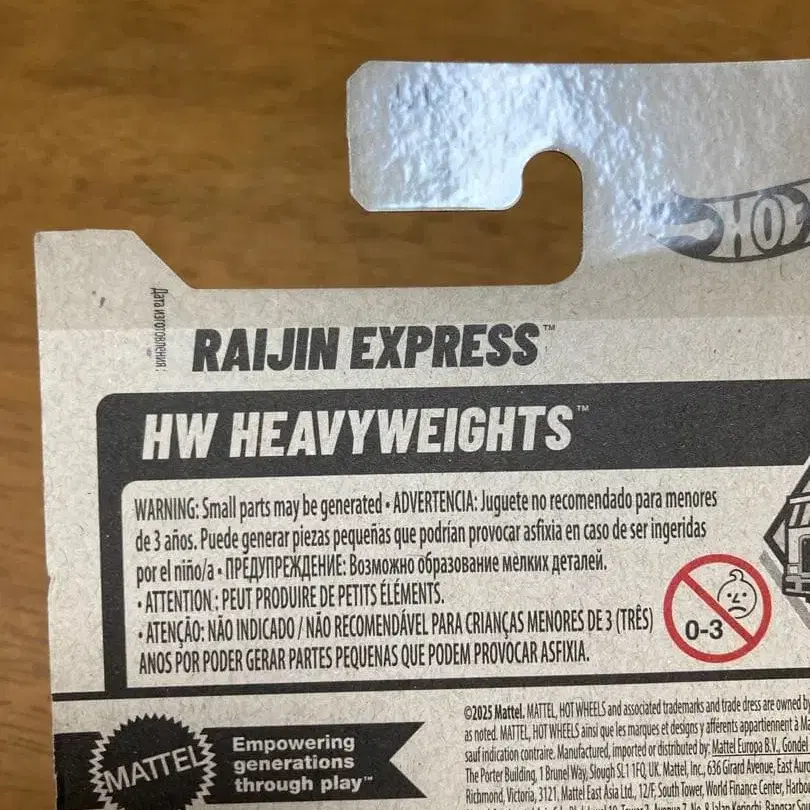 HOT
Дата изготовления:
RAIJIN EXPRESS™
HW HEAVYWEIGHTS™
WARNING: Small parts may be generated • ADVERTENCIA: Juguete no recomendado para menores
de 3 años. Puede generar piezas pequeñas que podrían provocar asfixia en caso de ser ingeridas
por el niño/a • ПРЕДУПРЕЖДЕНИЕ: Возможно образование мелких деталей.
• ATTENTION : PEUT PRODUIRE DE PETITS ÉLÉMENTS.
• ATENÇÃO: NÃO INDICADO / NÃO RECOMENDÁVEL PARA CRIANÇAS MENORES DE 3 (TRÊS)
ANOS POR PODER GERAR PARTES PEQUENAS QUE PODEM PROVOCAR ASFIXIA.
0-3
MATTEL
Empowering
generations
through play™
©2025 Mattel. MATTEL, HOT WHEELS and associated trademarks and trade dress are owned by
as noted. MATTEL, HOT WHEELS ainsi que les marques et designs y afférents appartiennent à Ma
sauf indication contraire. Manufactured, imported or distributed by: Mattel Europa B.V., Gondel
The Porter Building, 1 Brunel Way, Slough SL1 1FQ, UK. Mattel, Inc., 636 Girard Avenue, East Auro
Richmond, Victoria, 3121. Mattel East Asia Ltd., 12/F, South Tower, World Finance Center, Harb